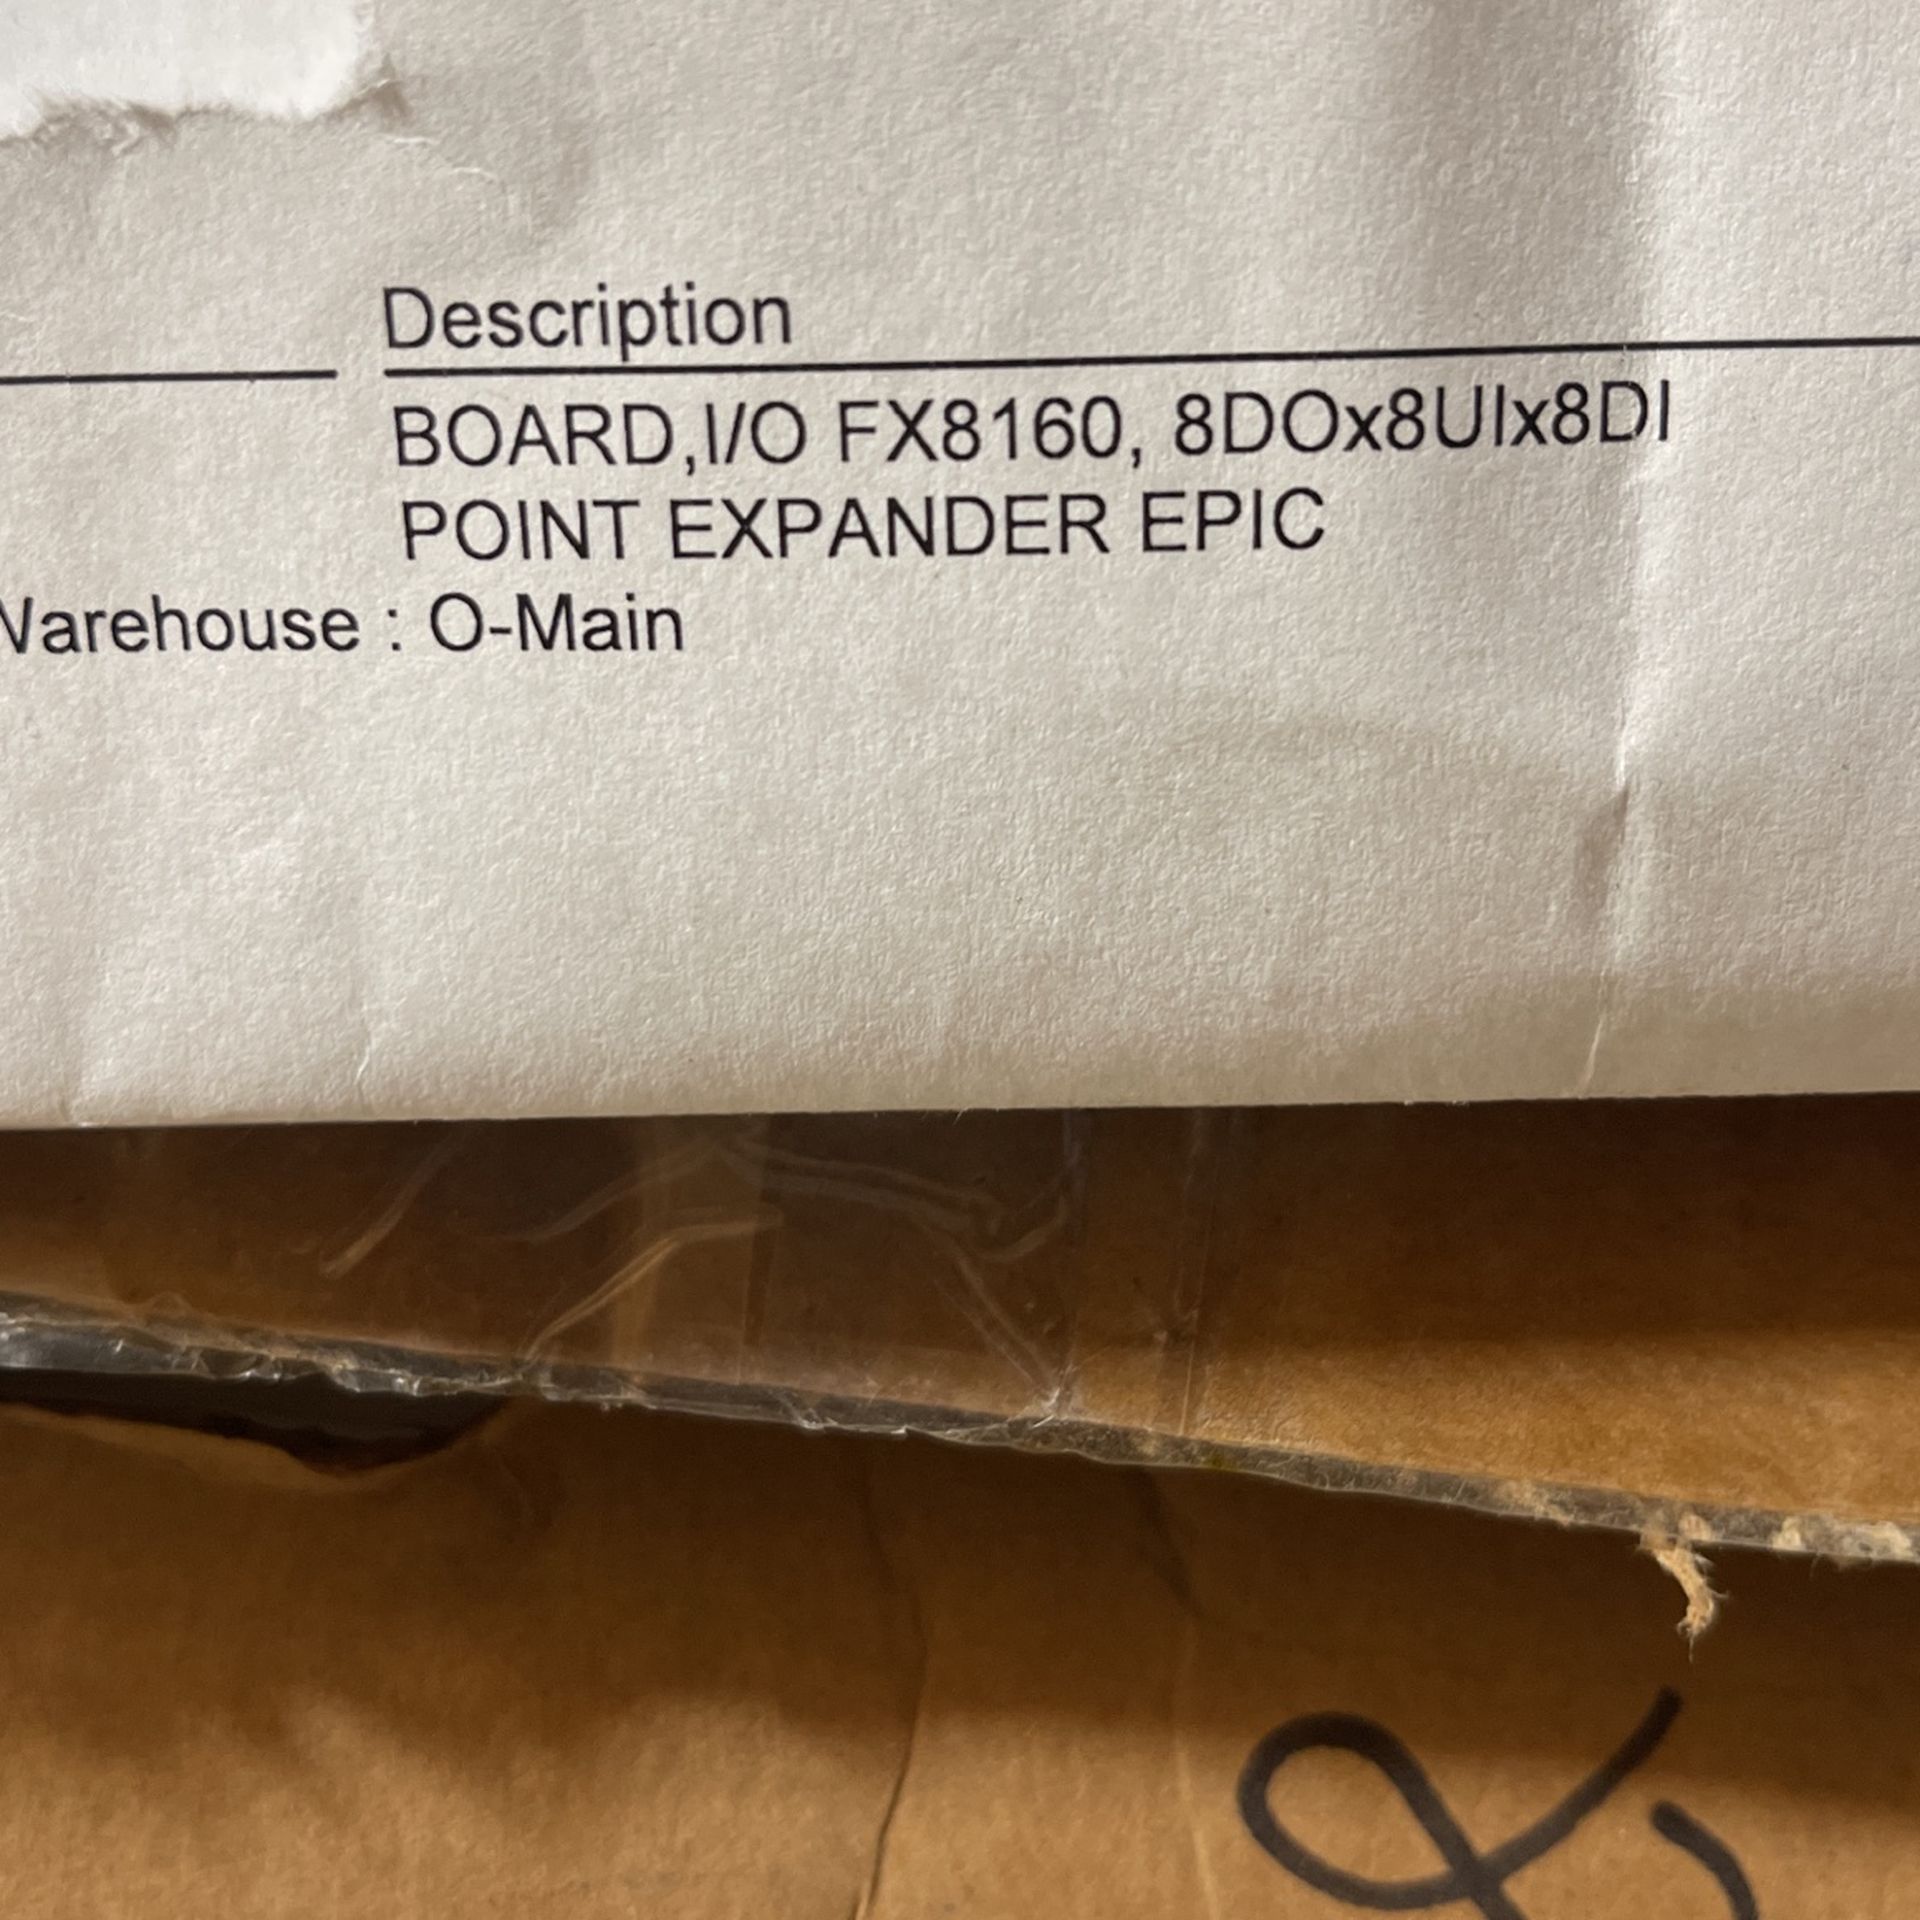 Description
BOARD,I/O FX8160, 8DOx8UIx8DI
POINT EXPANDER EPIC
Warehouse : O-Main